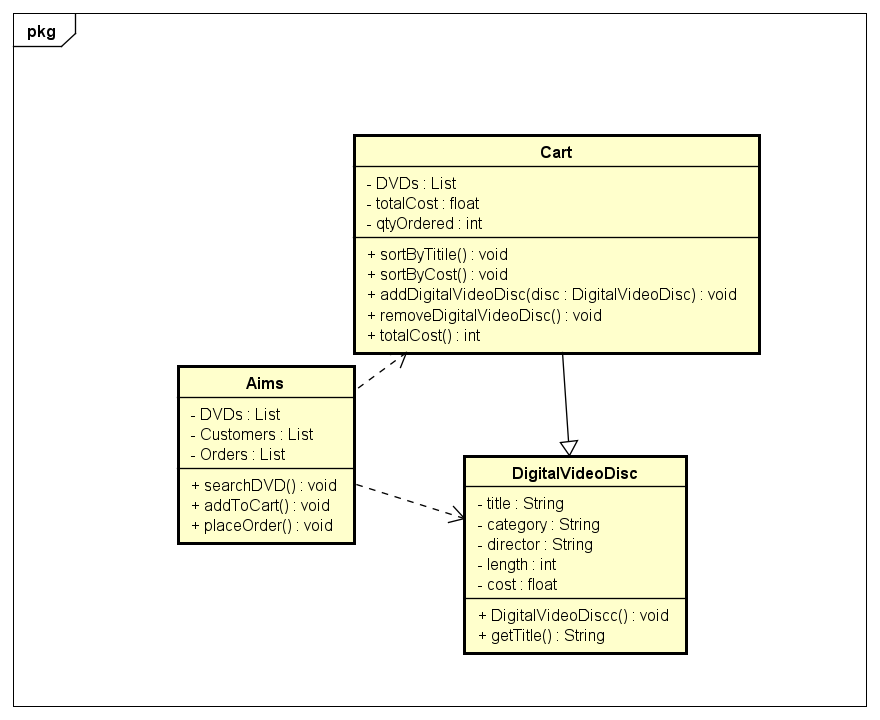 pkg
Cart
- DVDs : List
- totalCost : float
- qtyOrdered : int
+ sortByTitile() : void
+ sortByCost() : void
+ addDigitalVideoDisc(disc : DigitalVideoDisc) : void
+ removeDigitalVideoDisc() : void
+ totalCost() : int
Aims
- DVDs : List
- Customers : List
- Orders : List
+ searchDVD() : void
+ addToCart() : void
+ placeOrder() : void
DigitalVideoDisc
- title : String
- category : String
- director : String
- length : int
- cost : float
+ DigitalVideoDiscc() : void
+ getTitle() : String